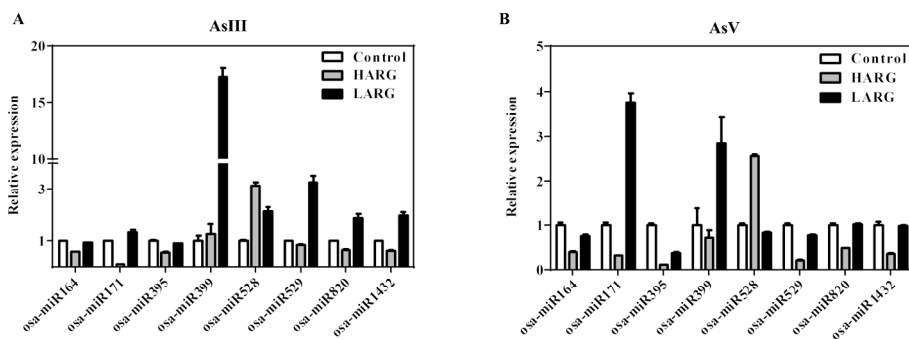 A
AsIII
Relative expression
20
15
10
3
1
Control
HARG
LARG
osa-miR164
osa-miR171
osa-miR395
osa-miR399
osa-miR528
osa-miR529
osa-miR820
osa-miR1432
B
AsV
Relative expression
5
4
3
2
1
0
Control
HARG
LARG
osa-miR164
osa-miR171
osa-miR395
osa-miR399
osa-miR528
osa-miR529
osa-miR820
osa-miR1432